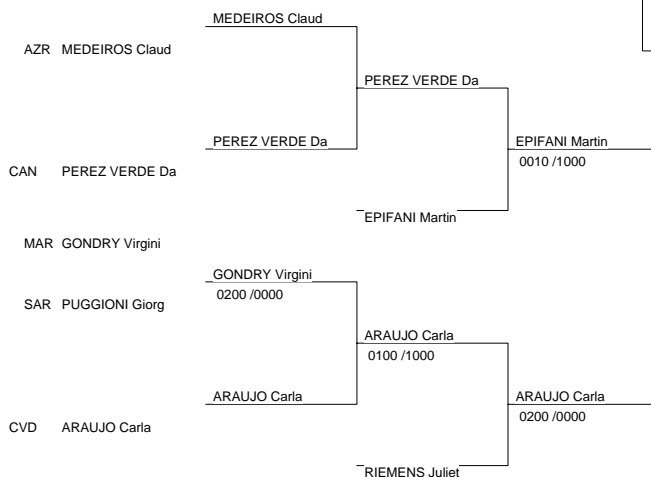 MEDEIROS Claud
AZR MEDEIROS Claud
PEREZ VERDE Da
PEREZ VERDE Da
EPIFANI Martin
0010 /1000
CAN PEREZ VERDE Da
EPIFANI Martin
MAR GONDRY Virgini
GONDRY Virgini
0200 /0000
SAR PUGGIONI Giorg
ARAUJO Carla
0100 /1000
ARAUJO Carla
ARAUJO Carla
0200 /0000
CVD ARAUJO Carla
RIEMENS Juliet